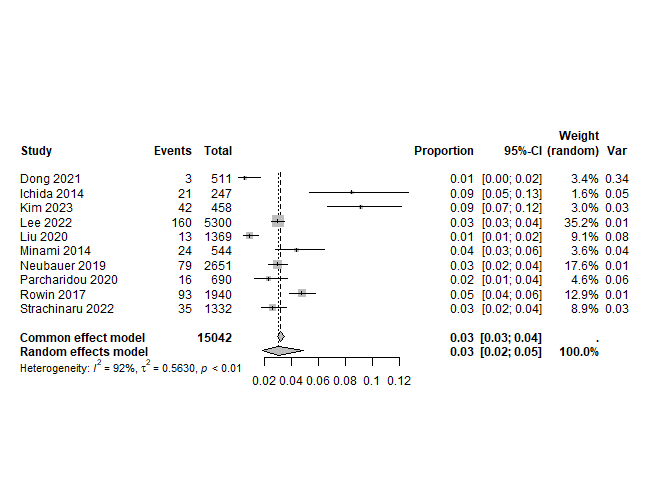 Weight
Study Events Total Proportion 95%-CI (random) Var
Dong 2021 3 511 0.01 [0.00; 0.02] 3.4% 0.34
Ichida 2014 21 247 0.09 [0.05; 0.13] 1.6% 0.05
Kim 2023 42 458 0.09 [0.07; 0.12] 3.0% 0.03
Lee 2022 160 5300 0.03 [0.03; 0.04] 35.2% 0.01
Liu 2020 13 1369 0.01 [0.01; 0.02] 9.1% 0.08
Minami 2014 24 544 0.04 [0.03; 0.06] 3.6% 0.04
Neubauer 2019 79 2651 0.03 [0.02; 0.04] 17.6% 0.01
Parcharidou 2020 16 690 0.02 [0.01; 0.04] 4.6% 0.06
Rowin 2017 93 1940 0.05 [0.04; 0.06] 12.9% 0.01
Strachinaru 2022 35 1332 0.03 [0.02; 0.04] 8.9% 0.03
Common effect model 15042 0.03 [0.03; 0.04] .
Random effects model 0.03 [0.02; 0.05] 100.0%
Heterogeneity: I² = 92%, τ² = 0.5630, p < 0.01
0.02 0.04 0.06 0.08 0.1 0.12